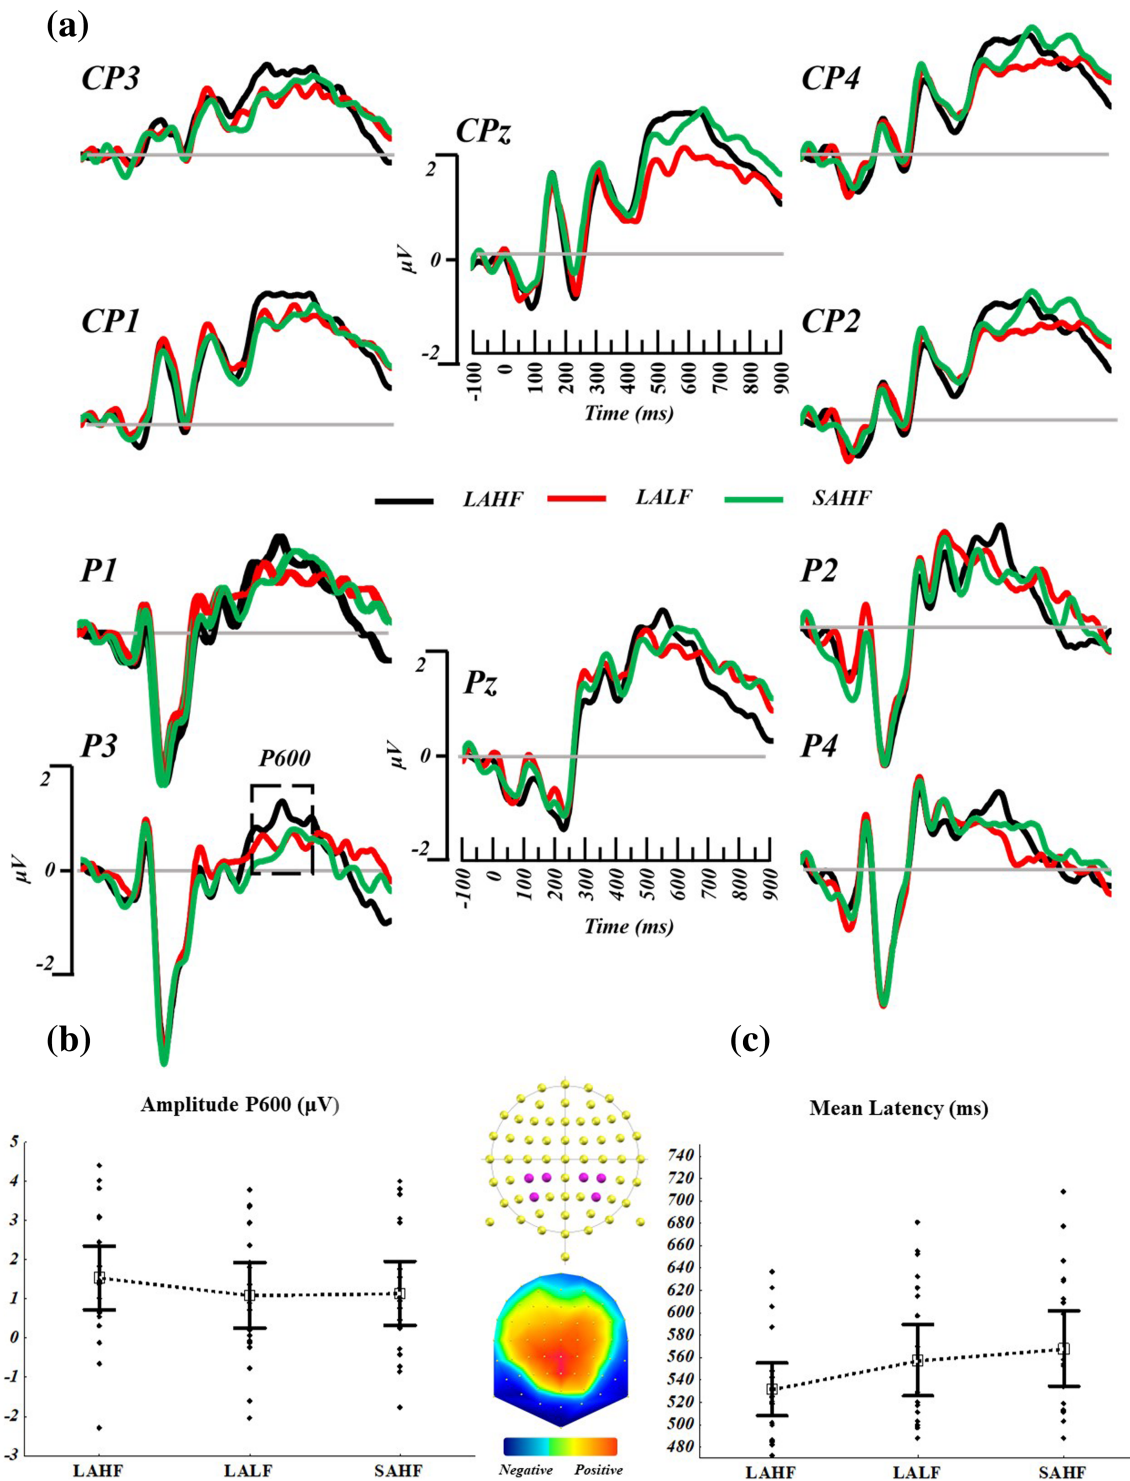 (a)
CP3
CPz
CP4
2
0
-2
μV
-100 0 100 200 300 400 500 600 700 800 900
Time (ms)
CP1
CP2
LAHF LALF SAHF
P1
P2
Pz
2
0
-2
μV
-100 0 100 200 300 400 500 600 700 800 900
Time (ms)
P3
P600
P4
2
0
-2
μV
(b)
(c)
Amplitude P600 (μV)
5
4
3
2
1
0
-1
-2
-3
LAHF LALF SAHF
Negative Positive
Mean Latency (ms)
740
720
700
680
660
640
620
600
580
560
540
520
500
480
LAHF LALF SAHF